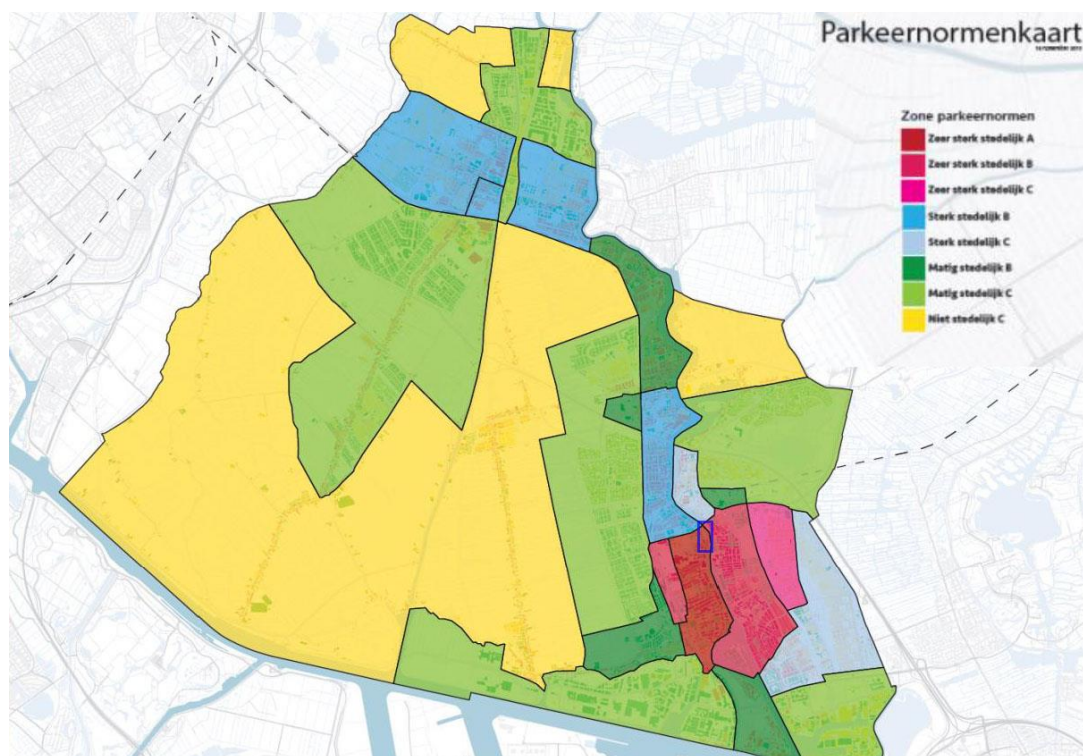 Parkeernormenkaart
Zone parkeernormen
Zeer sterk stedelijk A
Zeer sterk stedelijk B
Zeer sterk stedelijk C
Sterk stedelijk B
Sterk stedelijk C
Matig stedelijk B
Matig stedelijk C
Niet stedelijk C